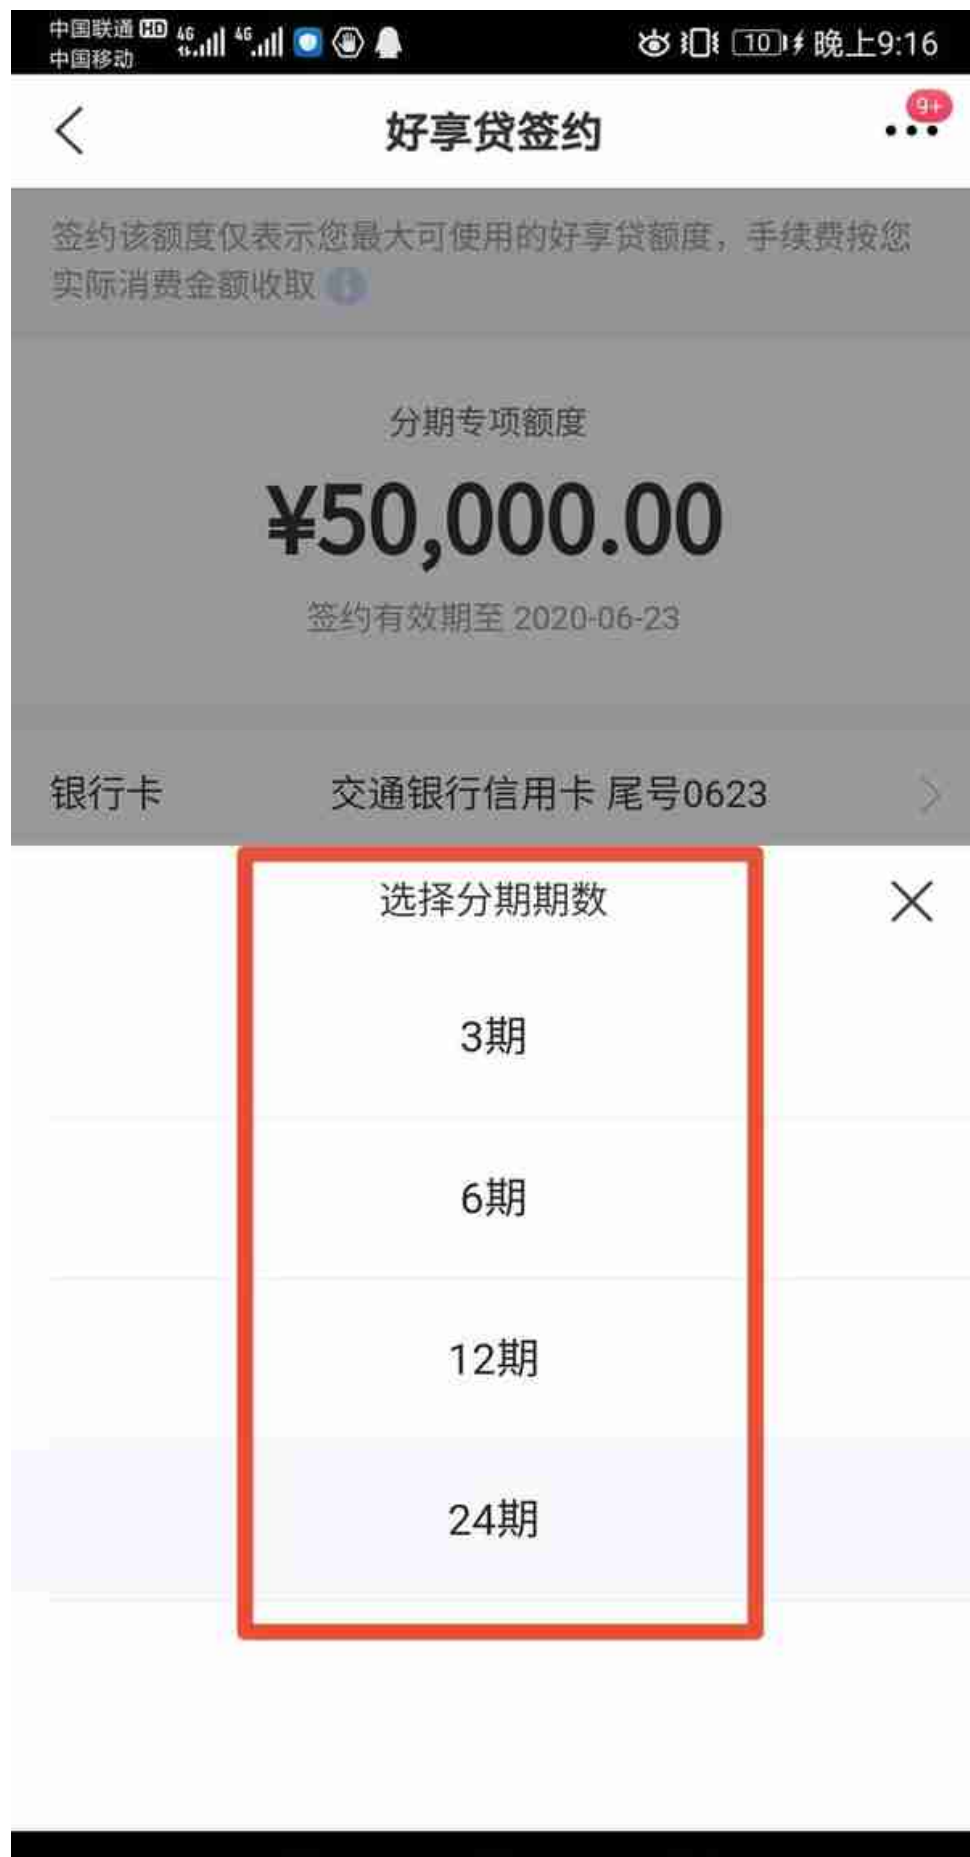 中国联通 HD 4G 4G 10 晚上9:16
中国移动
好享贷签约
9+
签约该额度仅表示您最大可使用的好享贷额度，手续费按您
实际消费金额收取
分期专项额度
¥50,000.00
签约有效期至 2020-06-23
银行卡 交通银行信用卡 尾号0623
选择分期期数
3期
6期
12期
24期